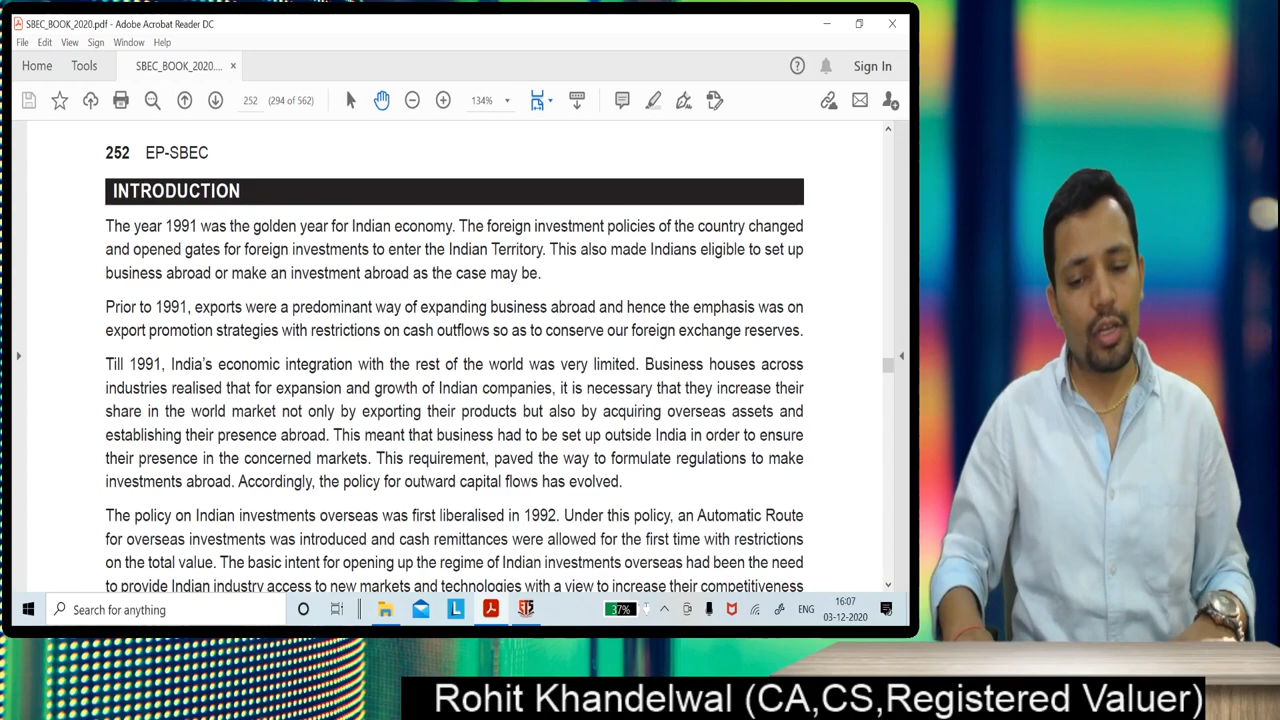 SBEC_BOOK_2020.pdf - Adobe Acrobat Reader DC
File Edit View Sign Window Help
Home Tools SBEC_BOOK_2020.... × Sign In
252 (294 of 562) 134%
252 EP-SBEC
INTRODUCTION
The year 1991 was the golden year for Indian economy. The foreign investment policies of the country changed
and opened gates for foreign investments to enter the Indian Territory. This also made Indians eligible to set up
business abroad or make an investment abroad as the case may be.
Prior to 1991, exports were a predominant way of expanding business abroad and hence the emphasis was on
export promotion strategies with restrictions on cash outflows so as to conserve our foreign exchange reserves.
Till 1991, India's economic integration with the rest of the world was very limited. Business houses across
industries realised that for expansion and growth of Indian companies, it is necessary that they increase their
share in the world market not only by exporting their products but also by acquiring overseas assets and
establishing their presence abroad. This meant that business had to be set up outside India in order to ensure
their presence in the concerned markets. This requirement, paved the way to formulate regulations to make
investments abroad. Accordingly, the policy for outward capital flows has evolved.
The policy on Indian investments overseas was first liberalised in 1992. Under this policy, an Automatic Route
for overseas investments was introduced and cash remittances were allowed for the first time with restrictions
on the total value. The basic intent for opening up the regime of Indian investments overseas had been the need
to provide Indian industry access to new markets and technologies with a view to increase their competitiveness
Search for anything
37% ENG 16:07
03-12-2020
Rohit Khandelwal (CA,CS,Registered Valuer)